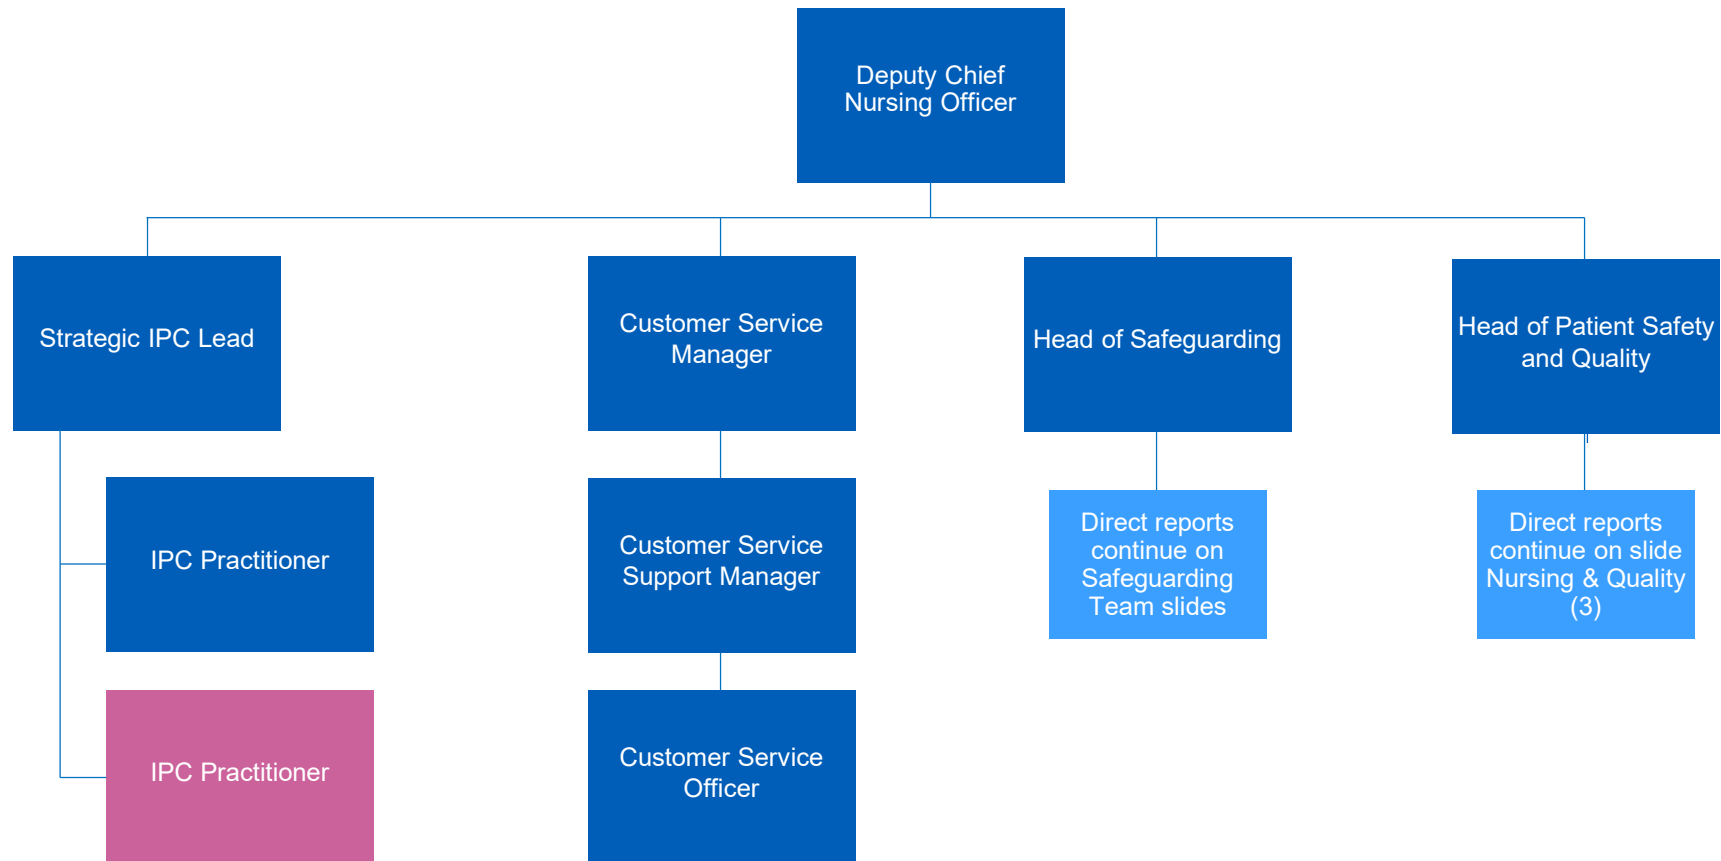 Deputy Chief
Nursing Officer
Strategic IPC Lead
Customer Service
Manager
Head of Safeguarding
Head of Patient Safety
and Quality
IPC Practitioner
Customer Service
Support Manager
Direct reports
continue on
Safeguarding
Team slides
Direct reports
continue on slide
Nursing & Quality
(3)
IPC Practitioner
Customer Service
Officer